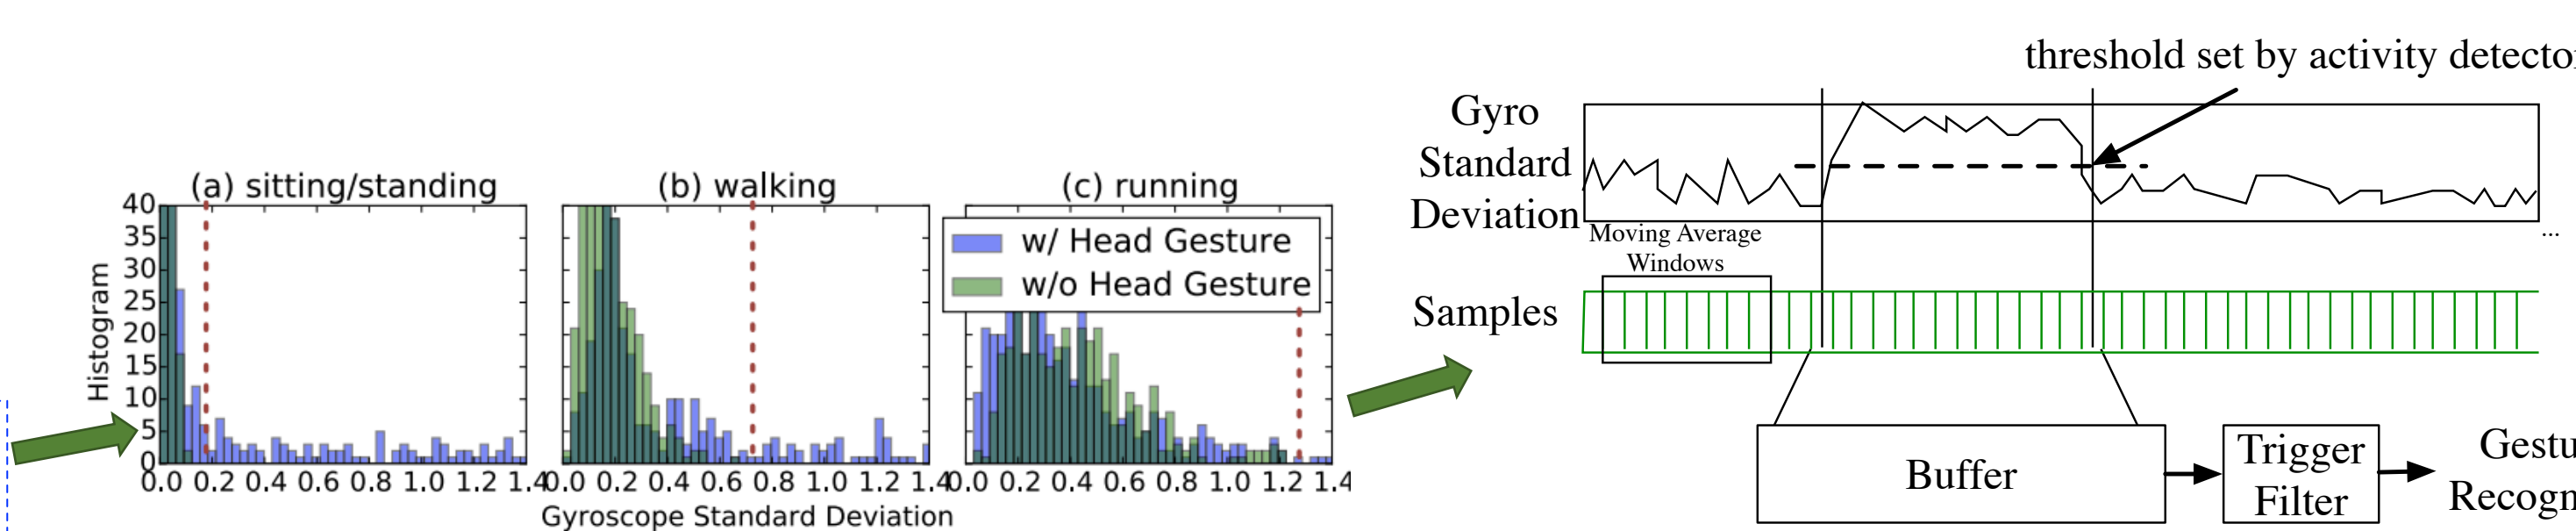 (a) sitting/standing
40
35
30
25
20
15
10
5
0
Histogram
0.0 0.2 0.4 0.6 0.8 1.0 1.2 1.4
(b) walking
0.0 0.2 0.4 0.6 0.8 1.0 1.2 1.4
Gyroscope Standard Deviation
(c) running
w/ Head Gesture
w/o Head Gesture
0.0 0.2 0.4 0.6 0.8 1.0 1.2 1.4
threshold set by activity detecto
Gyro
Standard
Deviation
Moving Average
Windows
...
Samples
Buffer
Trigger
Filter
Gestu
Recogn